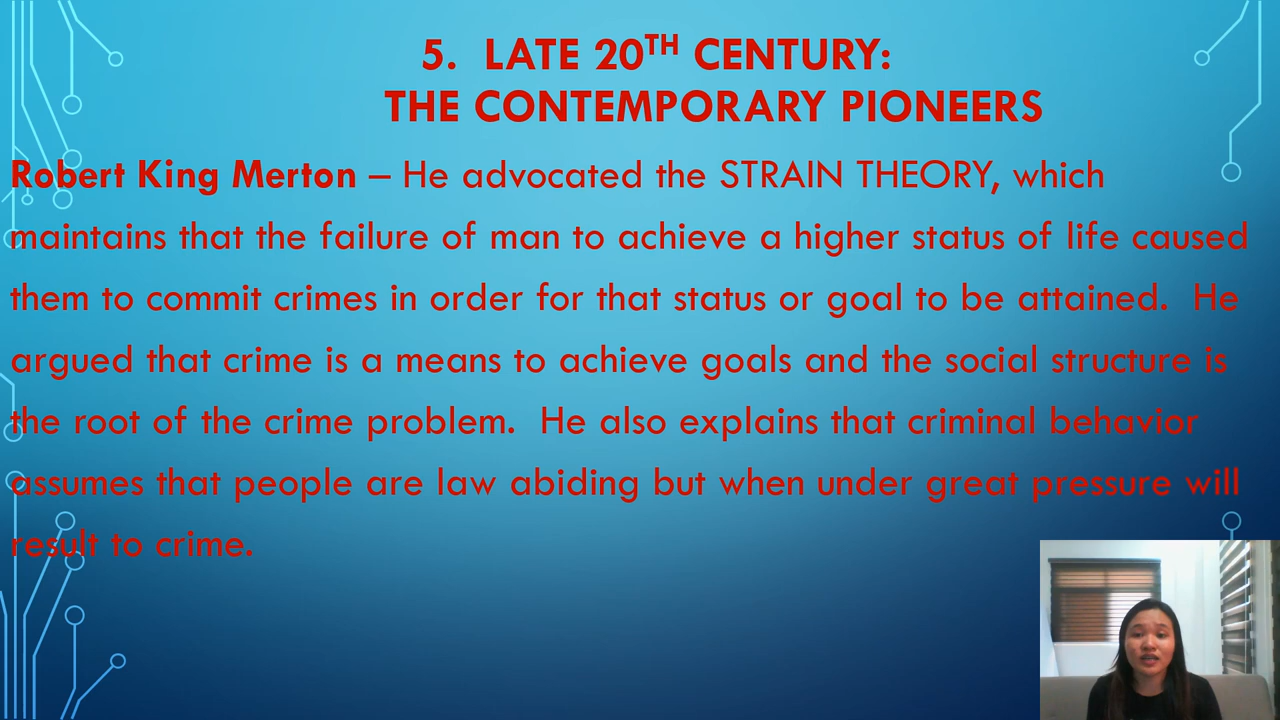 5. LATE 20TH CENTURY:
THE CONTEMPORARY PIONEERS
Robert King Merton – He advocated the STRAIN THEORY, which
maintains that the failure of man to achieve a higher status of life caused
them to commit crimes in order for that status or goal to be attained. He
argued that crime is a means to achieve goals and the social structure is
the root of the crime problem. He also explains that criminal behavior
assumes that people are law abiding but when under great pressure will
result to crime.